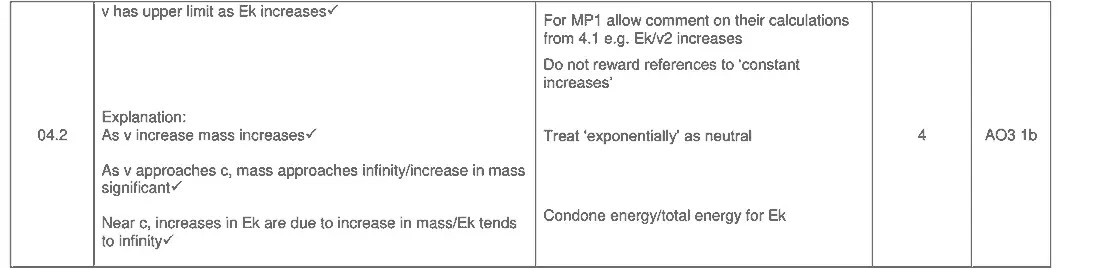 v has upper limit as Ek increases✓
For MP1 allow comment on their calculations
from 4.1 e.g. Ek/v2 increases
Do not reward references to 'constant
increases'
04.2
Explanation:
As v increase mass increases✓
Treat 'exponentially' as neutral
4
AO3 1b
As v approaches c, mass approaches infinity/increase in mass
significant✓
Near c, increases in Ek are due to increase in mass/Ek tends
to infinity✓
Condone energy/total energy for Ek